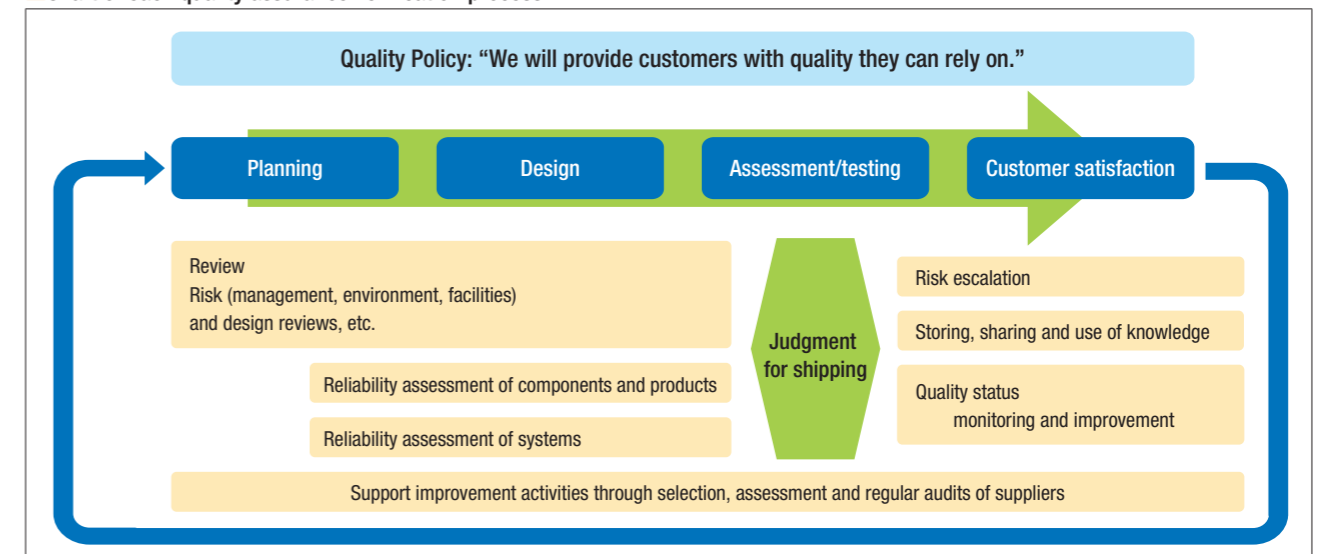 Quality Policy: “We will provide customers with quality they can rely on.”
Planning
Design
Assessment/testing
Customer satisfaction
Review
Risk (management, environment, facilities)
and design reviews, etc.
Reliability assessment of components and products
Reliability assessment of systems
Judgment
for shipping
Risk escalation
Storing, sharing and use of knowledge
Quality status
monitoring and improvement
Support improvement activities through selection, assessment and regular audits of suppliers